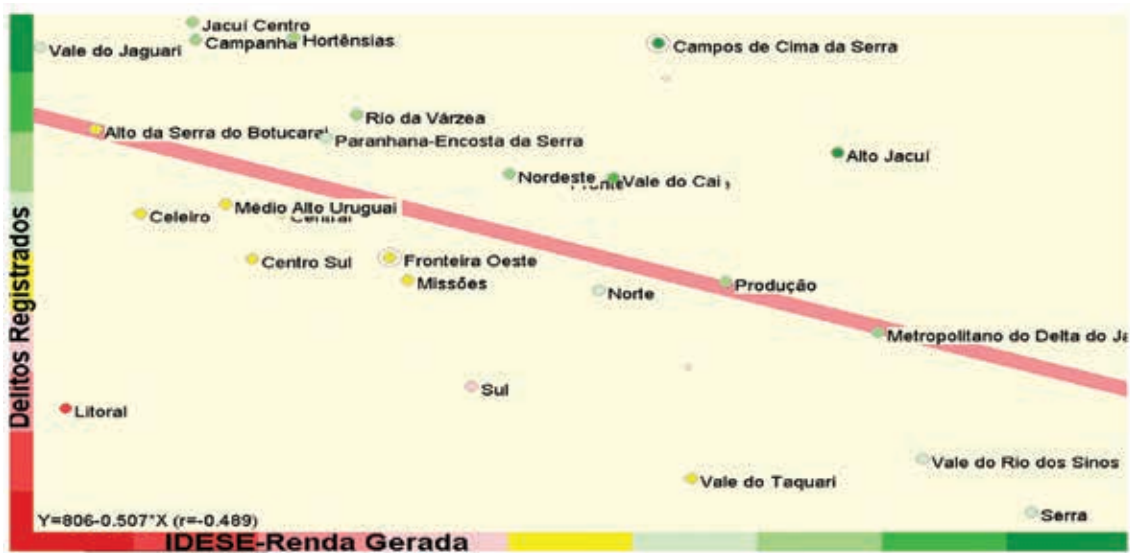 Jacuí Centro
Campanha
Hortênsias
Vale do Jaguari
Campos de Cima da Serra
Rio da Várzea
Alto da Serra do Botucarai
Paranhana-Encosta da Serra
Alto Jacuí
Nordeste
Vale do Cai
Médio Alto Uruguai
Celeiro
Central
Centro Sul
Fronteira Oeste
Missões
Norte
Produção
Metropolitano do Delta do Ja
Sul
Litoral
Vale do Rio dos Sinos
Vale do Taquari
Serra
Delitos Registrados
Y=806-0.507*X (r=-0.489)
IDESE-Renda Gerada